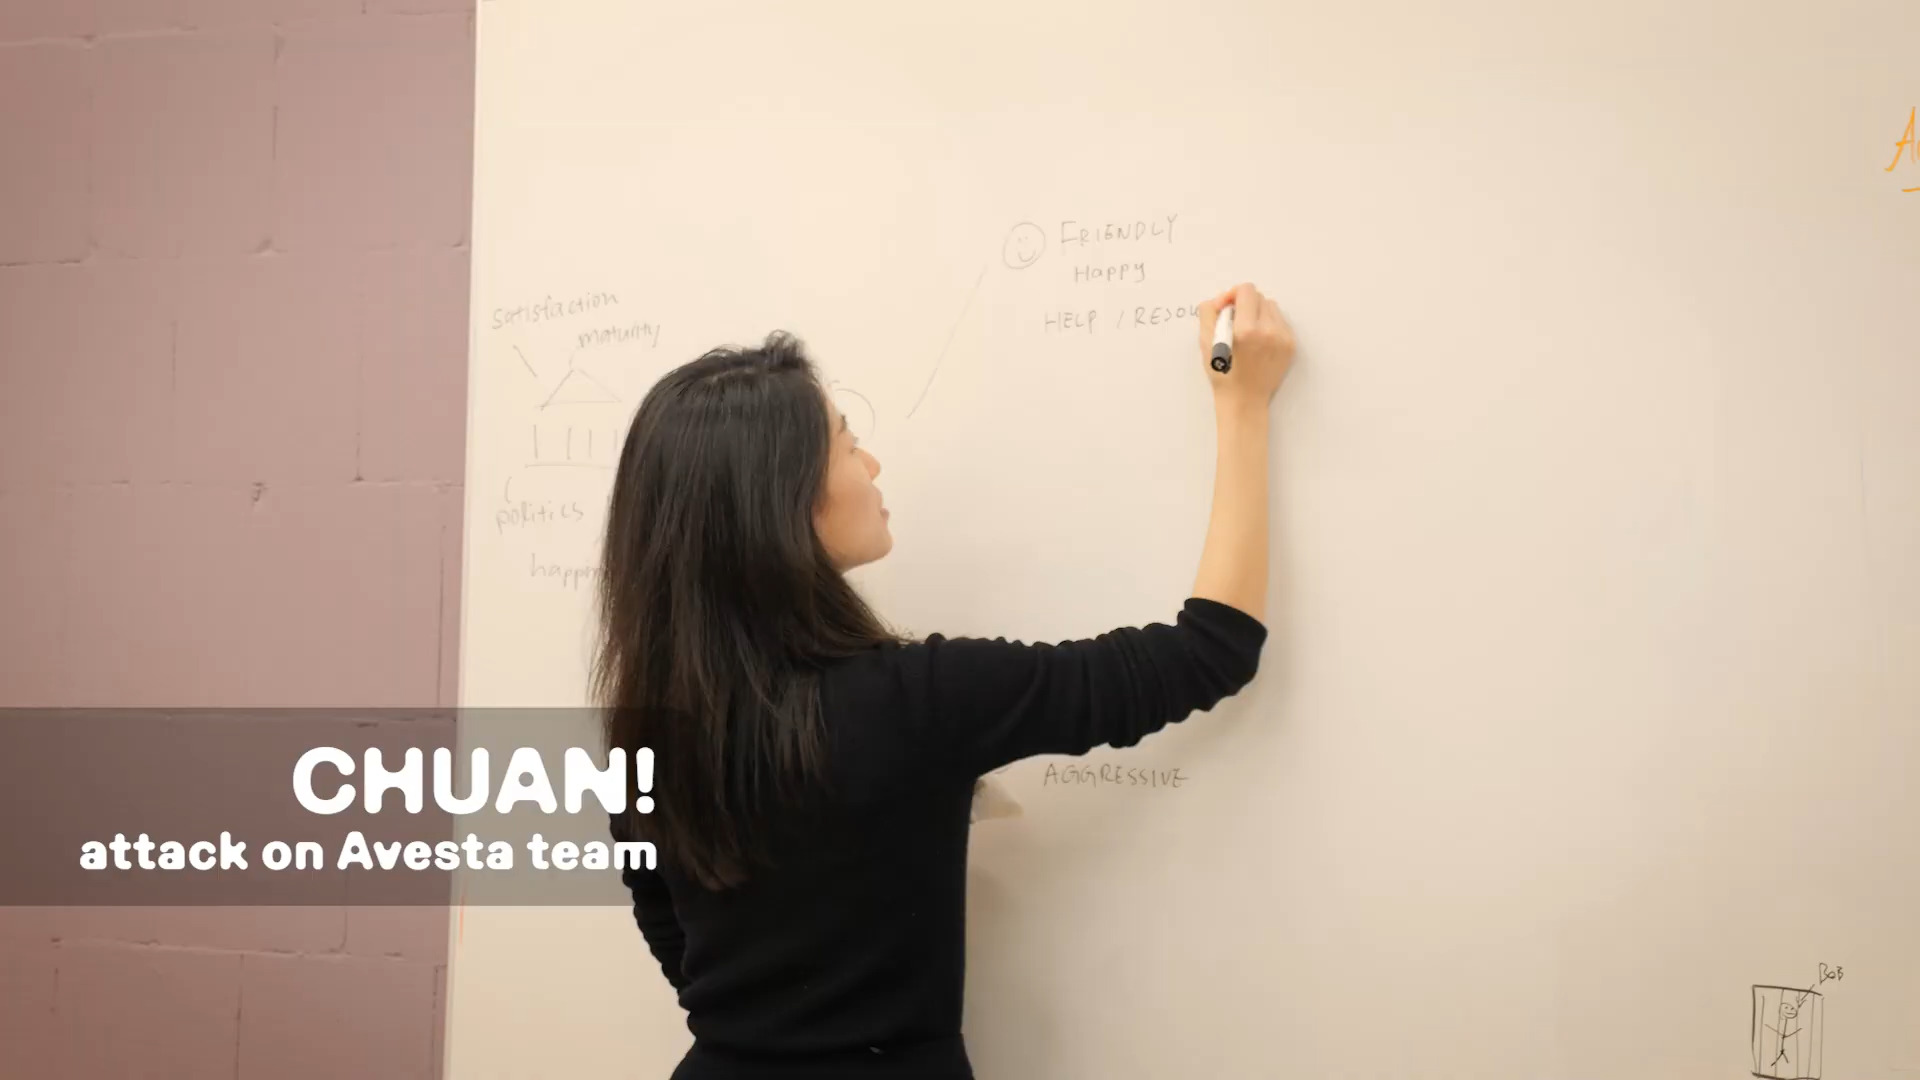 FRIENDLY
Happy
HELP / RESOU
satisfaction
maturity
politics
AGGRESSIVE
CHUAN!
attack on Avesta team
BOB